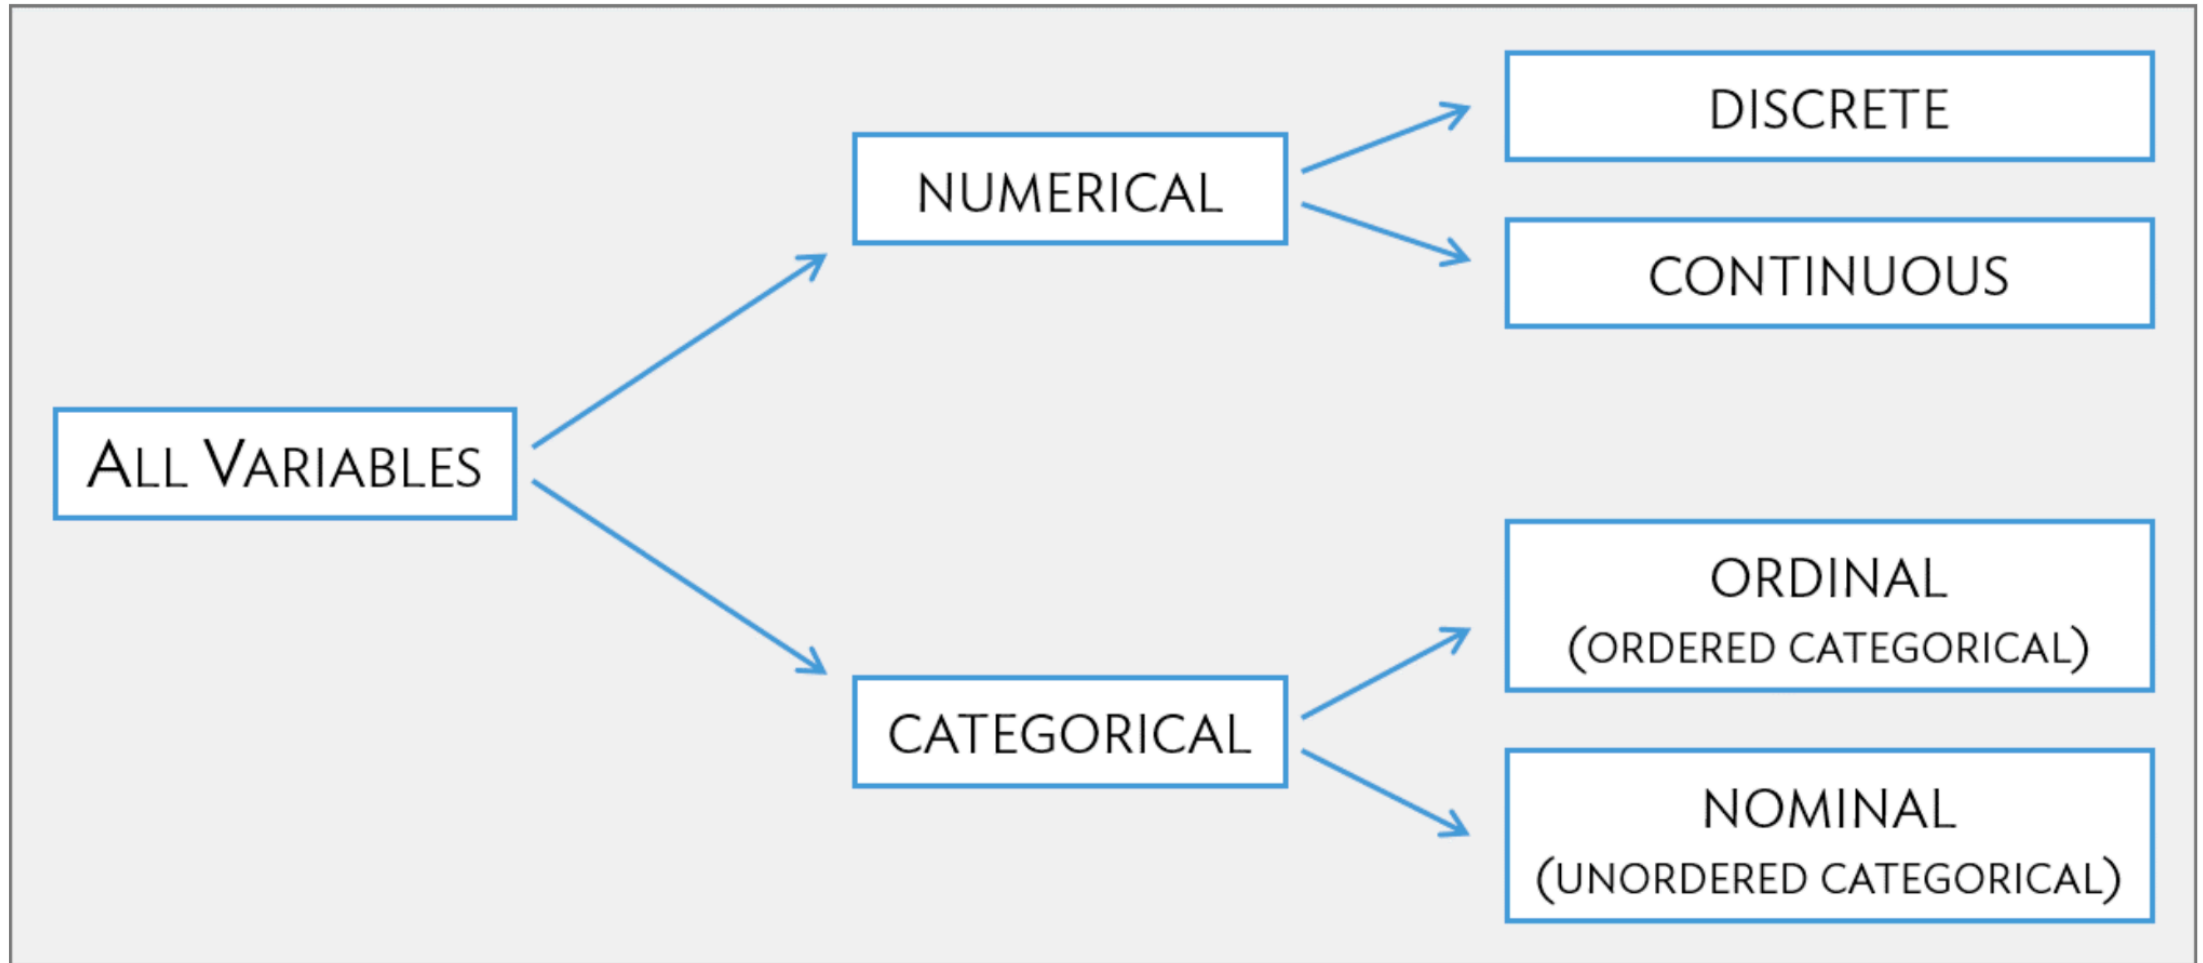 ALL VARIABLES
NUMERICAL
DISCRETE
CONTINUOUS
CATEGORICAL
ORDINAL
(ORDERED CATEGORICAL)
NOMINAL
(UNORDERED CATEGORICAL)